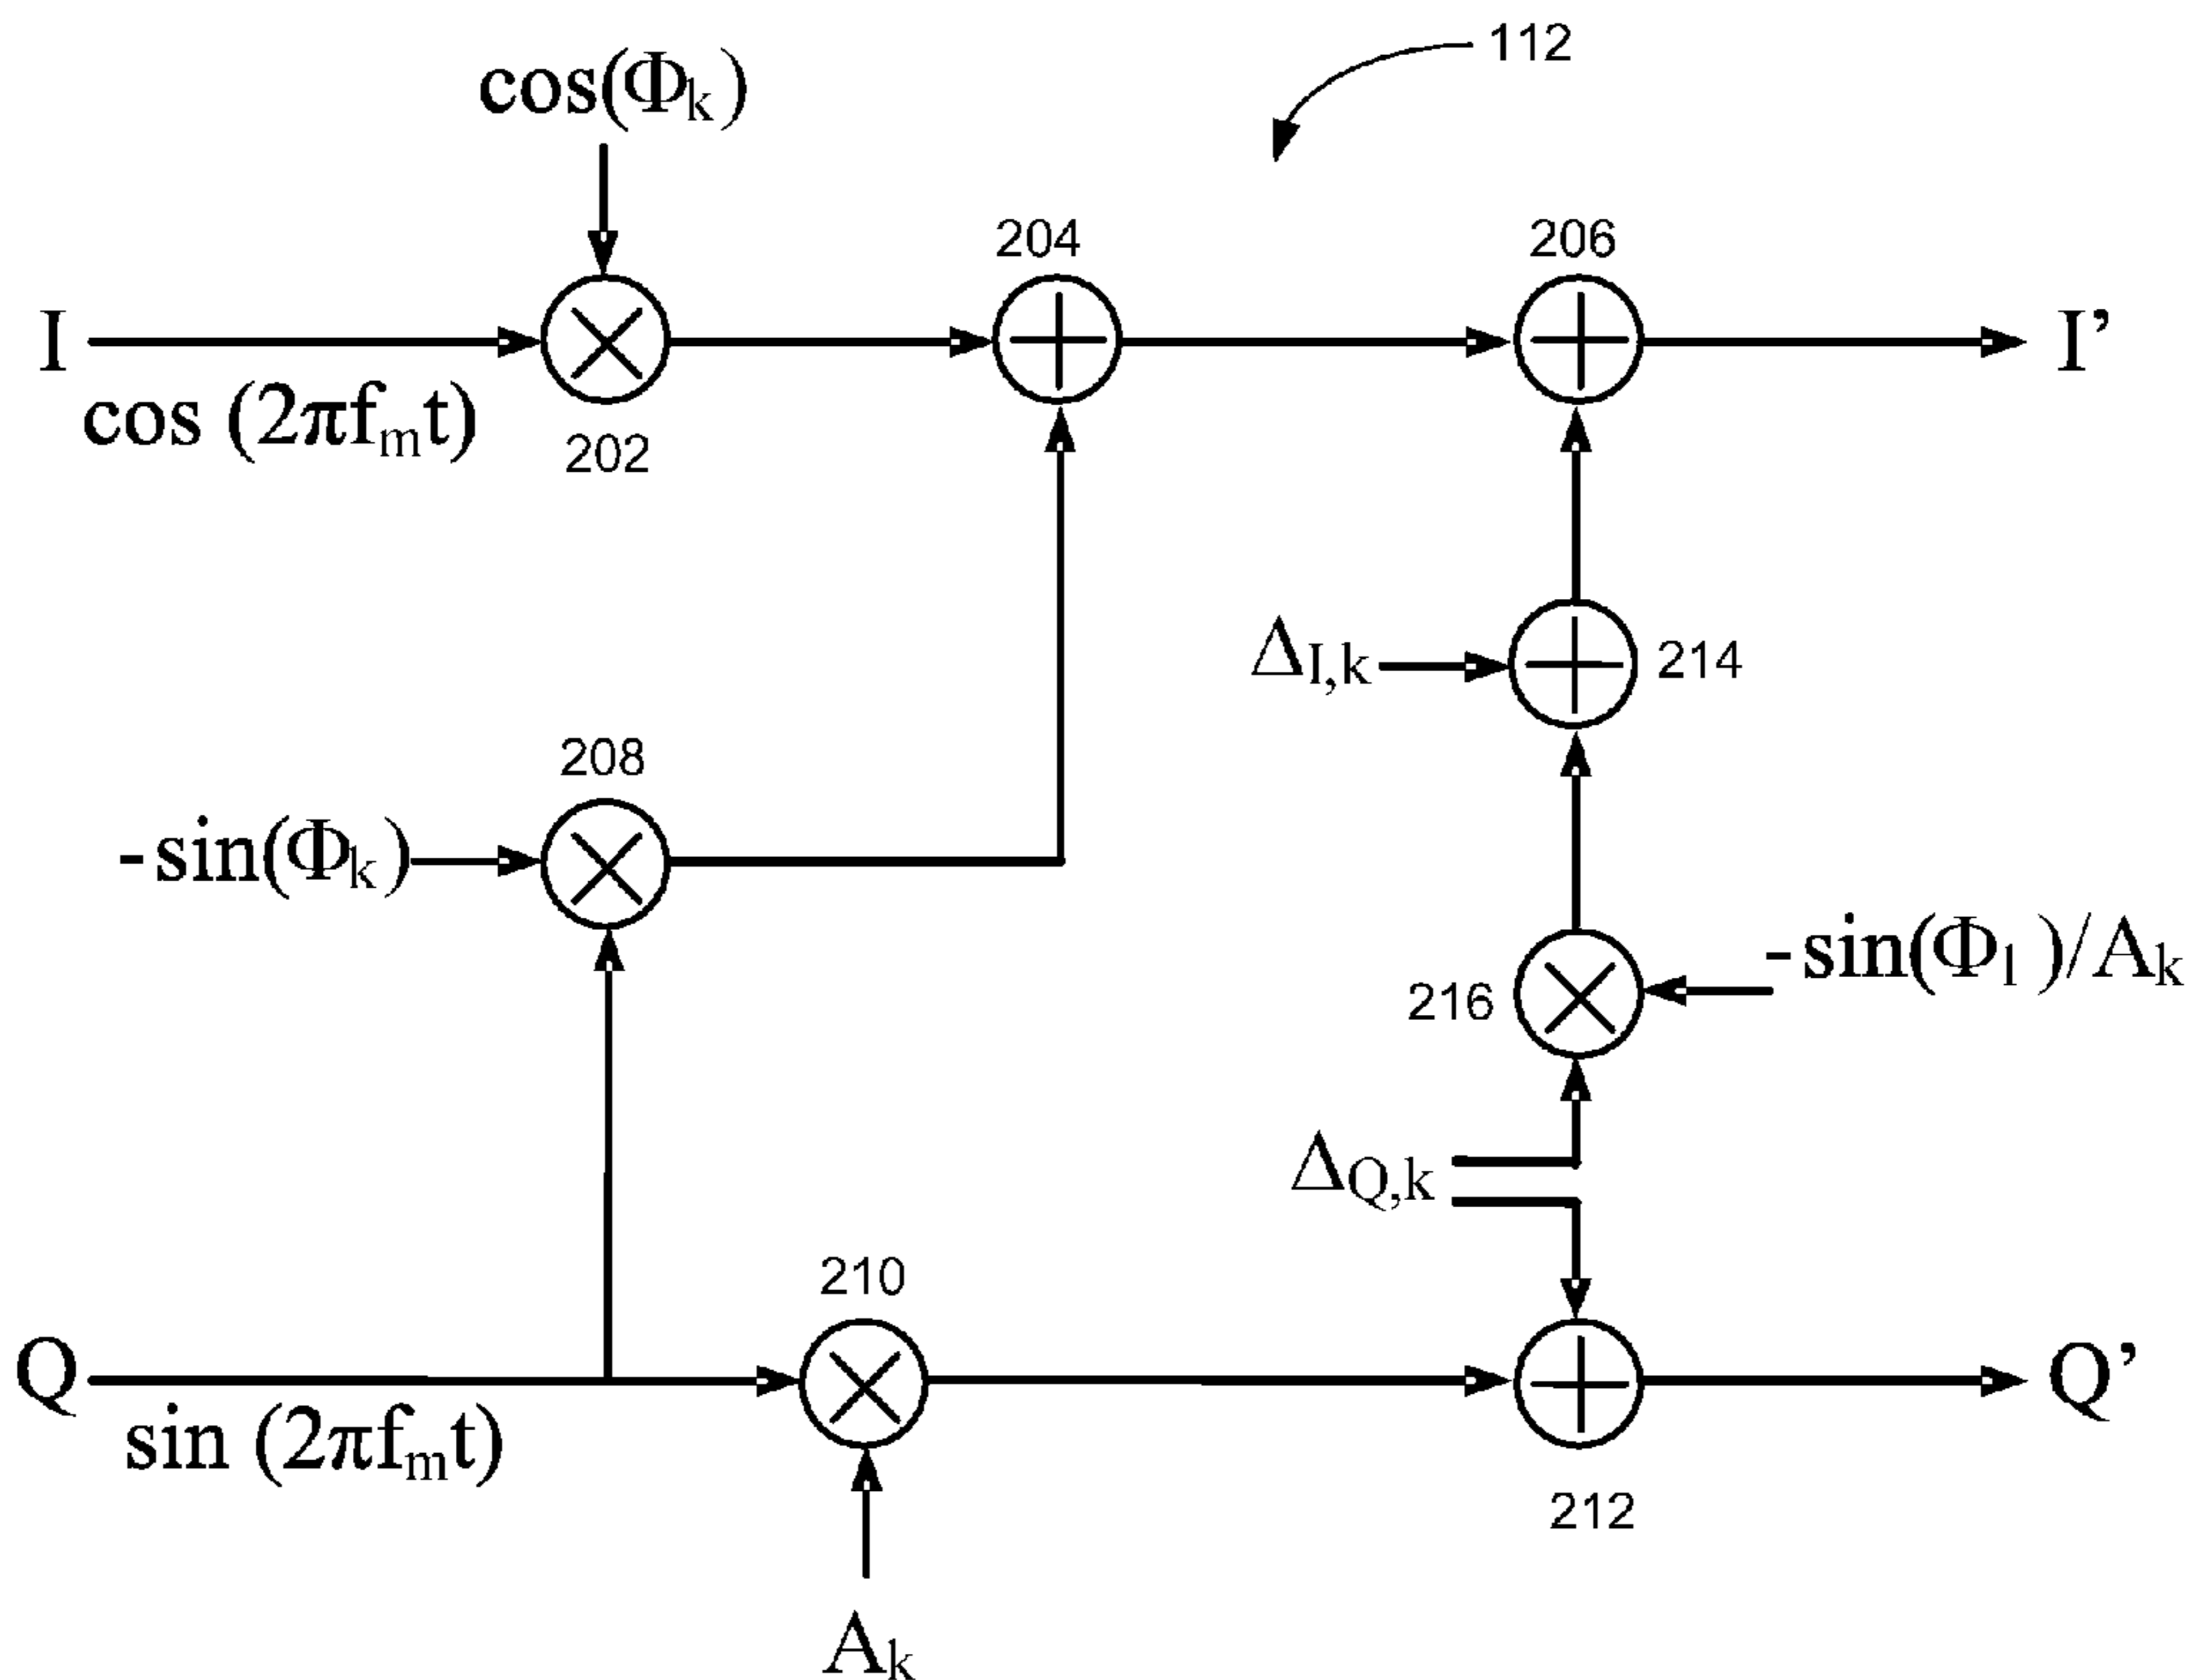 112
cos(Φk)
204
206
I
I’
cos (2πfmt)
202
ΔI,k
214
208
-sin(Φk)
-sin(Φl )/Ak
216
ΔQ,k
210
Q
Q’
sin (2πfmt)
212
Ak